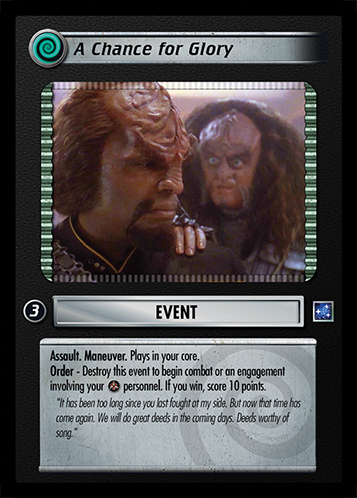 A Chance for Glory
3
EVENT
Assault. Maneuver. Plays in your core.
Order - Destroy this event to begin combat or an engagement
involving your personnel. If you win, score 10 points.
"It has been too long since you last fought at my side. But now that time has
come again. We will do great deeds in the coming days. Deeds worthy of
song."